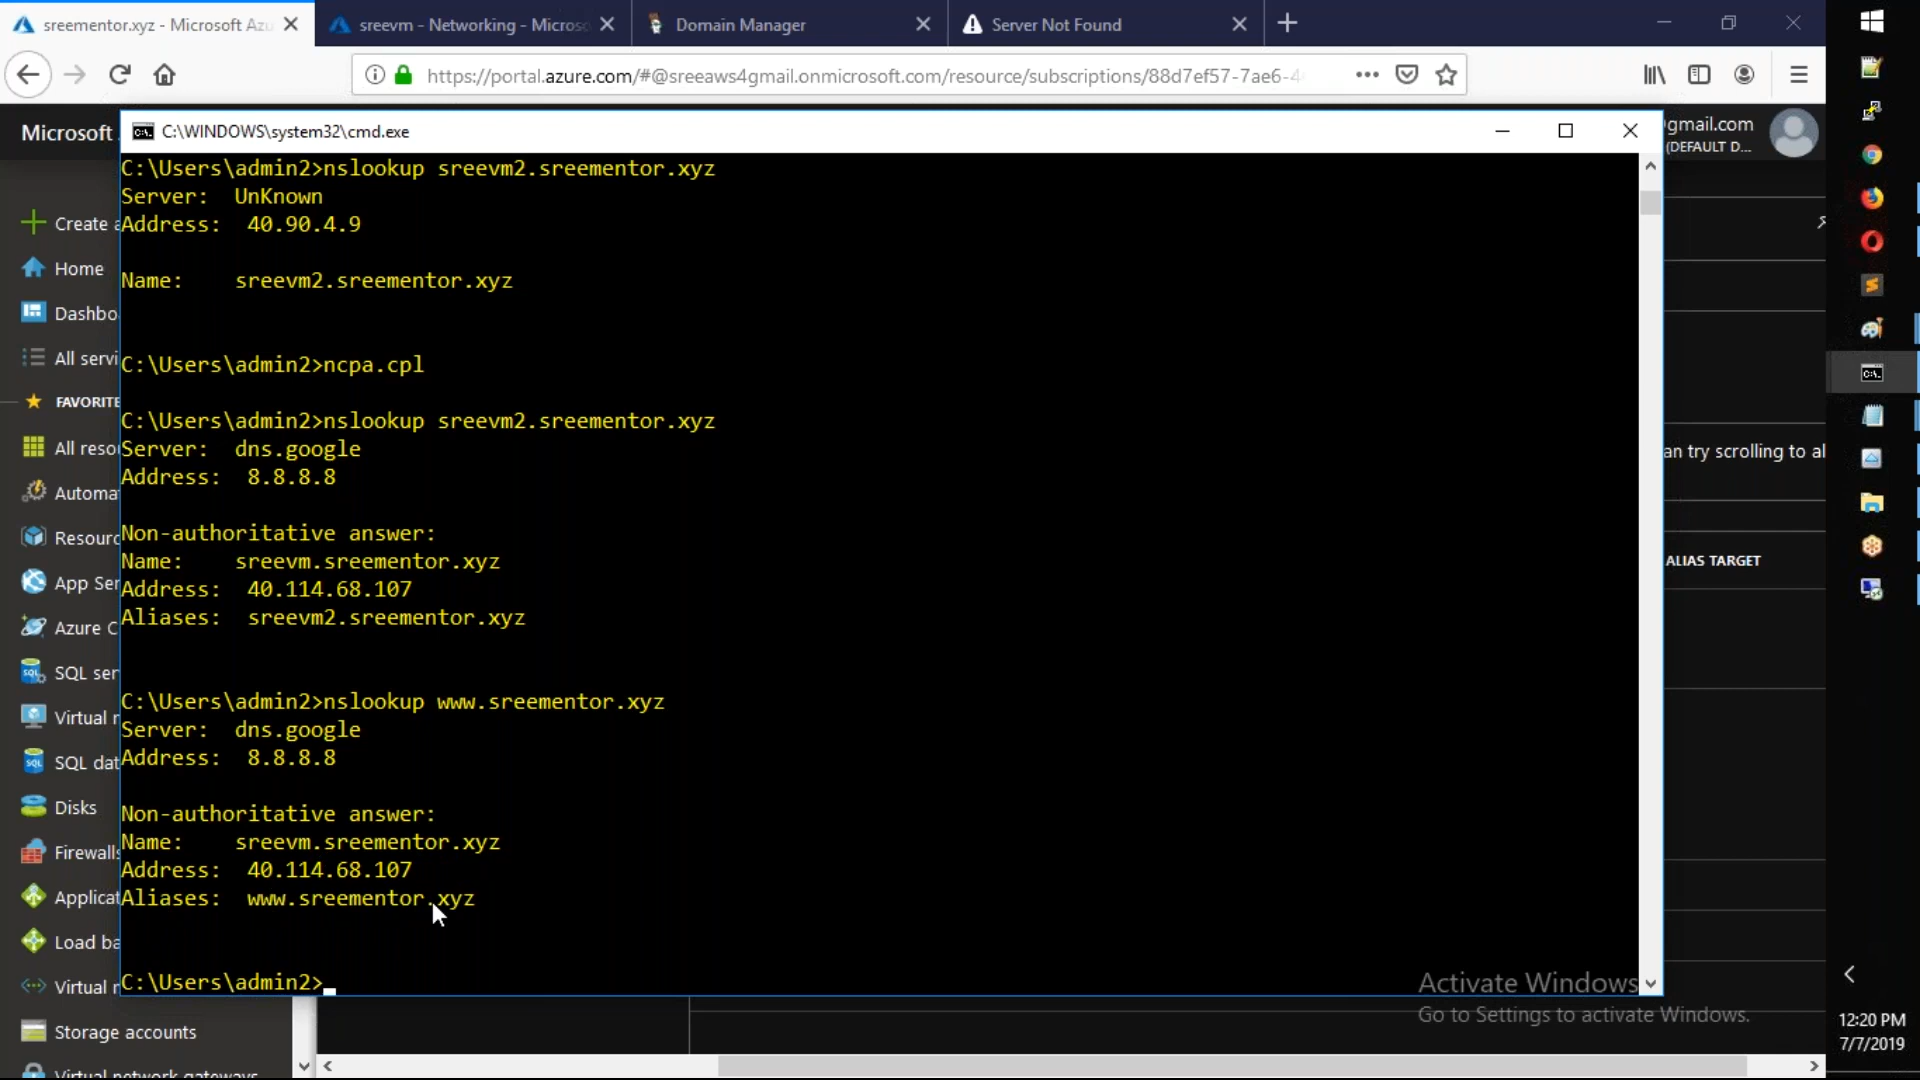 sreementor.xyz - Microsoft Azu
sreevm - Networking - Microso
Domain Manager
Server Not Found
https://portal.azure.com/#@sreeaws4gmail.onmicrosoft.com/resource/subscriptions/88d7ef57-7ae6-4
Microsoft
C:\WINDOWS\system32\cmd.exe
gmail.com
(DEFAULT D...
C:\Users\admin2>nslookup sreevm2.sreementor.xyz
Server:  UnKnown
Address:  40.90.4.9
Name:    sreevm2.sreementor.xyz
C:\Users\admin2>ncpa.cpl
C:\Users\admin2>nslookup sreevm2.sreementor.xyz
Server:  dns.google
Address:  8.8.8.8
Non-authoritative answer:
Name:    sreevm.sreementor.xyz
Address:  40.114.68.107
Aliases:  sreevm2.sreementor.xyz
C:\Users\admin2>nslookup www.sreementor.xyz
Server:  dns.google
Address:  8.8.8.8
Non-authoritative answer:
Name:    sreevm.sreementor.xyz
Address:  40.114.68.107
Aliases:  www.sreementor.xyz
C:\Users\admin2>
Create a
Home
Dashbo
All servi
FAVORITE
All reso
Automa
Resourc
App Ser
Azure C
SQL ser
Virtual r
SQL dat
Disks
Firewalls
Applicat
Load ba
Virtual r
Storage accounts
Virtual network gateways
an try scrolling to al
ALIAS TARGET
Activate Windows
Go to Settings to activate Windows.
12:20 PM
7/7/2019